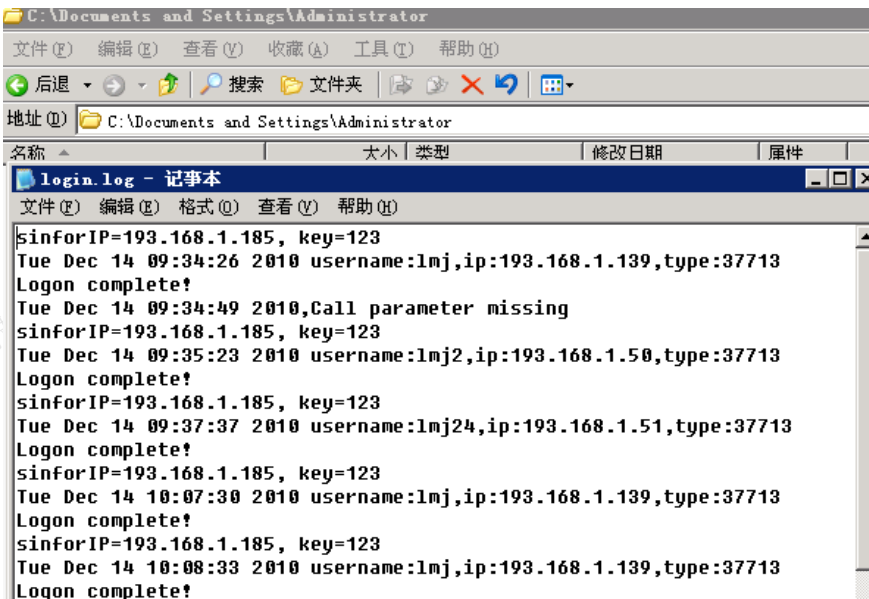 C:\Documents and Settings\Administrator
文件(F) 编辑(E) 查看(V) 收藏(A) 工具(T) 帮助(H)
后退 搜索 文件夹
地址(D) C:\Documents and Settings\Administrator
名称 大小 类型 修改日期 属性
login.log - 记事本
文件(F) 编辑(E) 格式(O) 查看(V) 帮助(H)
sinforIP=193.168.1.185, key=123
Tue Dec 14 09:34:26 2010 username:lmj,ip:193.168.1.139,type:37713
Logon complete!
Tue Dec 14 09:34:49 2010,Call parameter missing
sinforIP=193.168.1.185, key=123
Tue Dec 14 09:35:23 2010 username:lmj2,ip:193.168.1.50,type:37713
Logon complete!
sinforIP=193.168.1.185, key=123
Tue Dec 14 09:37:37 2010 username:lmj24,ip:193.168.1.51,type:37713
Logon complete!
sinforIP=193.168.1.185, key=123
Tue Dec 14 10:07:30 2010 username:lmj,ip:193.168.1.139,type:37713
Logon complete!
sinforIP=193.168.1.185, key=123
Tue Dec 14 10:08:33 2010 username:lmj,ip:193.168.1.139,type:37713
Logon complete!